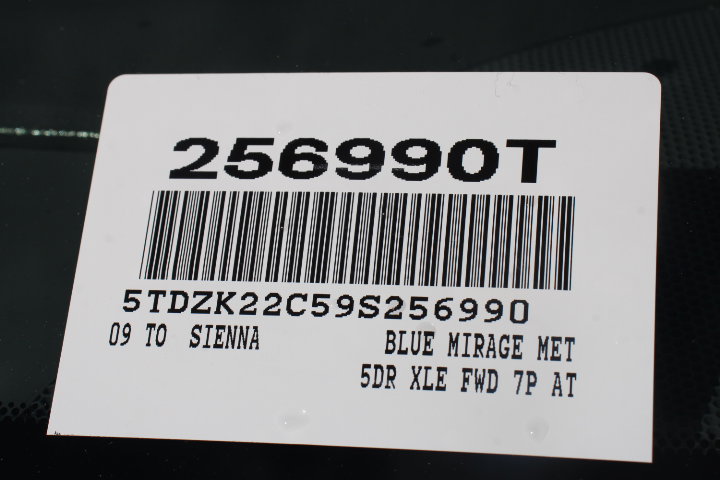 256990T
5TDZK22C59S256990
09 TO SIENNA BLUE MIRAGE MET
5DR XLE FWD 7P AT